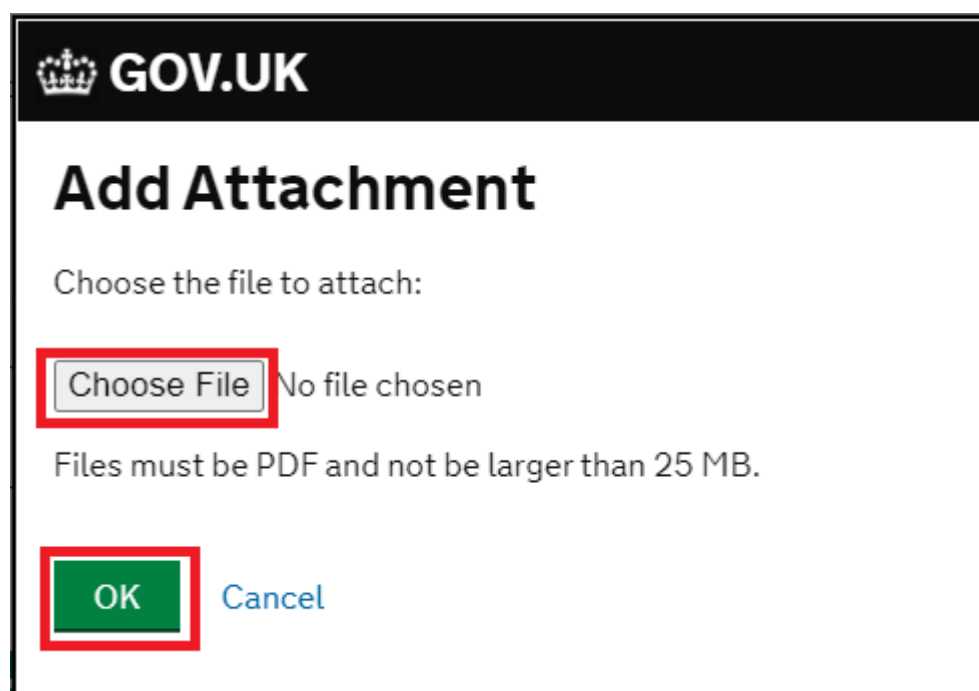 GOV.UK
Add Attachment
Choose the file to attach:
Choose File No file chosen
Files must be PDF and not be larger than 25 MB.
OK Cancel